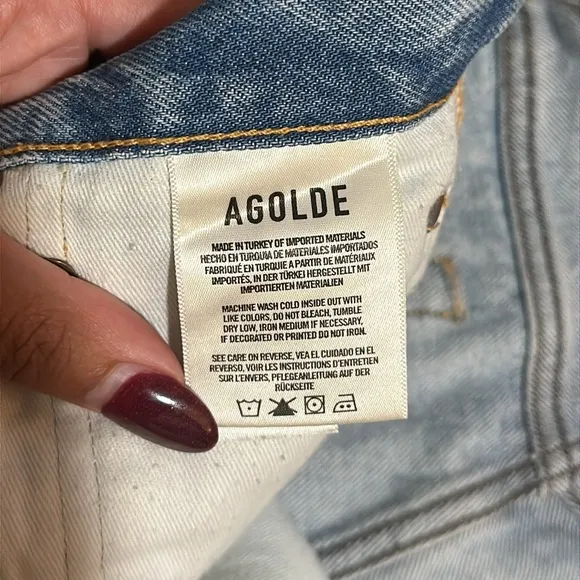 AGOLDE
MADE IN TURKEY OF IMPORTED MATERIALS
HECHO EN TURQUIA DE MATERIALES IMPORTADOS
FABRIQUÉ EN TURQUIE A PARTIR DE MATÉRIAUX
IMPORTÉS, IN DER TÜRKEI HERGESTELLT MIT
IMPORTIERTEN MATERIALIEN
MACHINE WASH COLD INSIDE OUT WITH
LIKE COLORS, DO NOT BLEACH, TUMBLE
DRY LOW, IRON MEDIUM IF NECESSARY,
IF DECORATED OR PRINTED DO NOT IRON.
SEE CARE ON REVERSE, VEA EL CUIDADO EN EL
REVERSO, VOIR LES INSTRUCTIONS D'ENTRETIEN
SUR L'ENVERS, PFLEGEANLEITUNG AUF DER
RÜCKSEITE